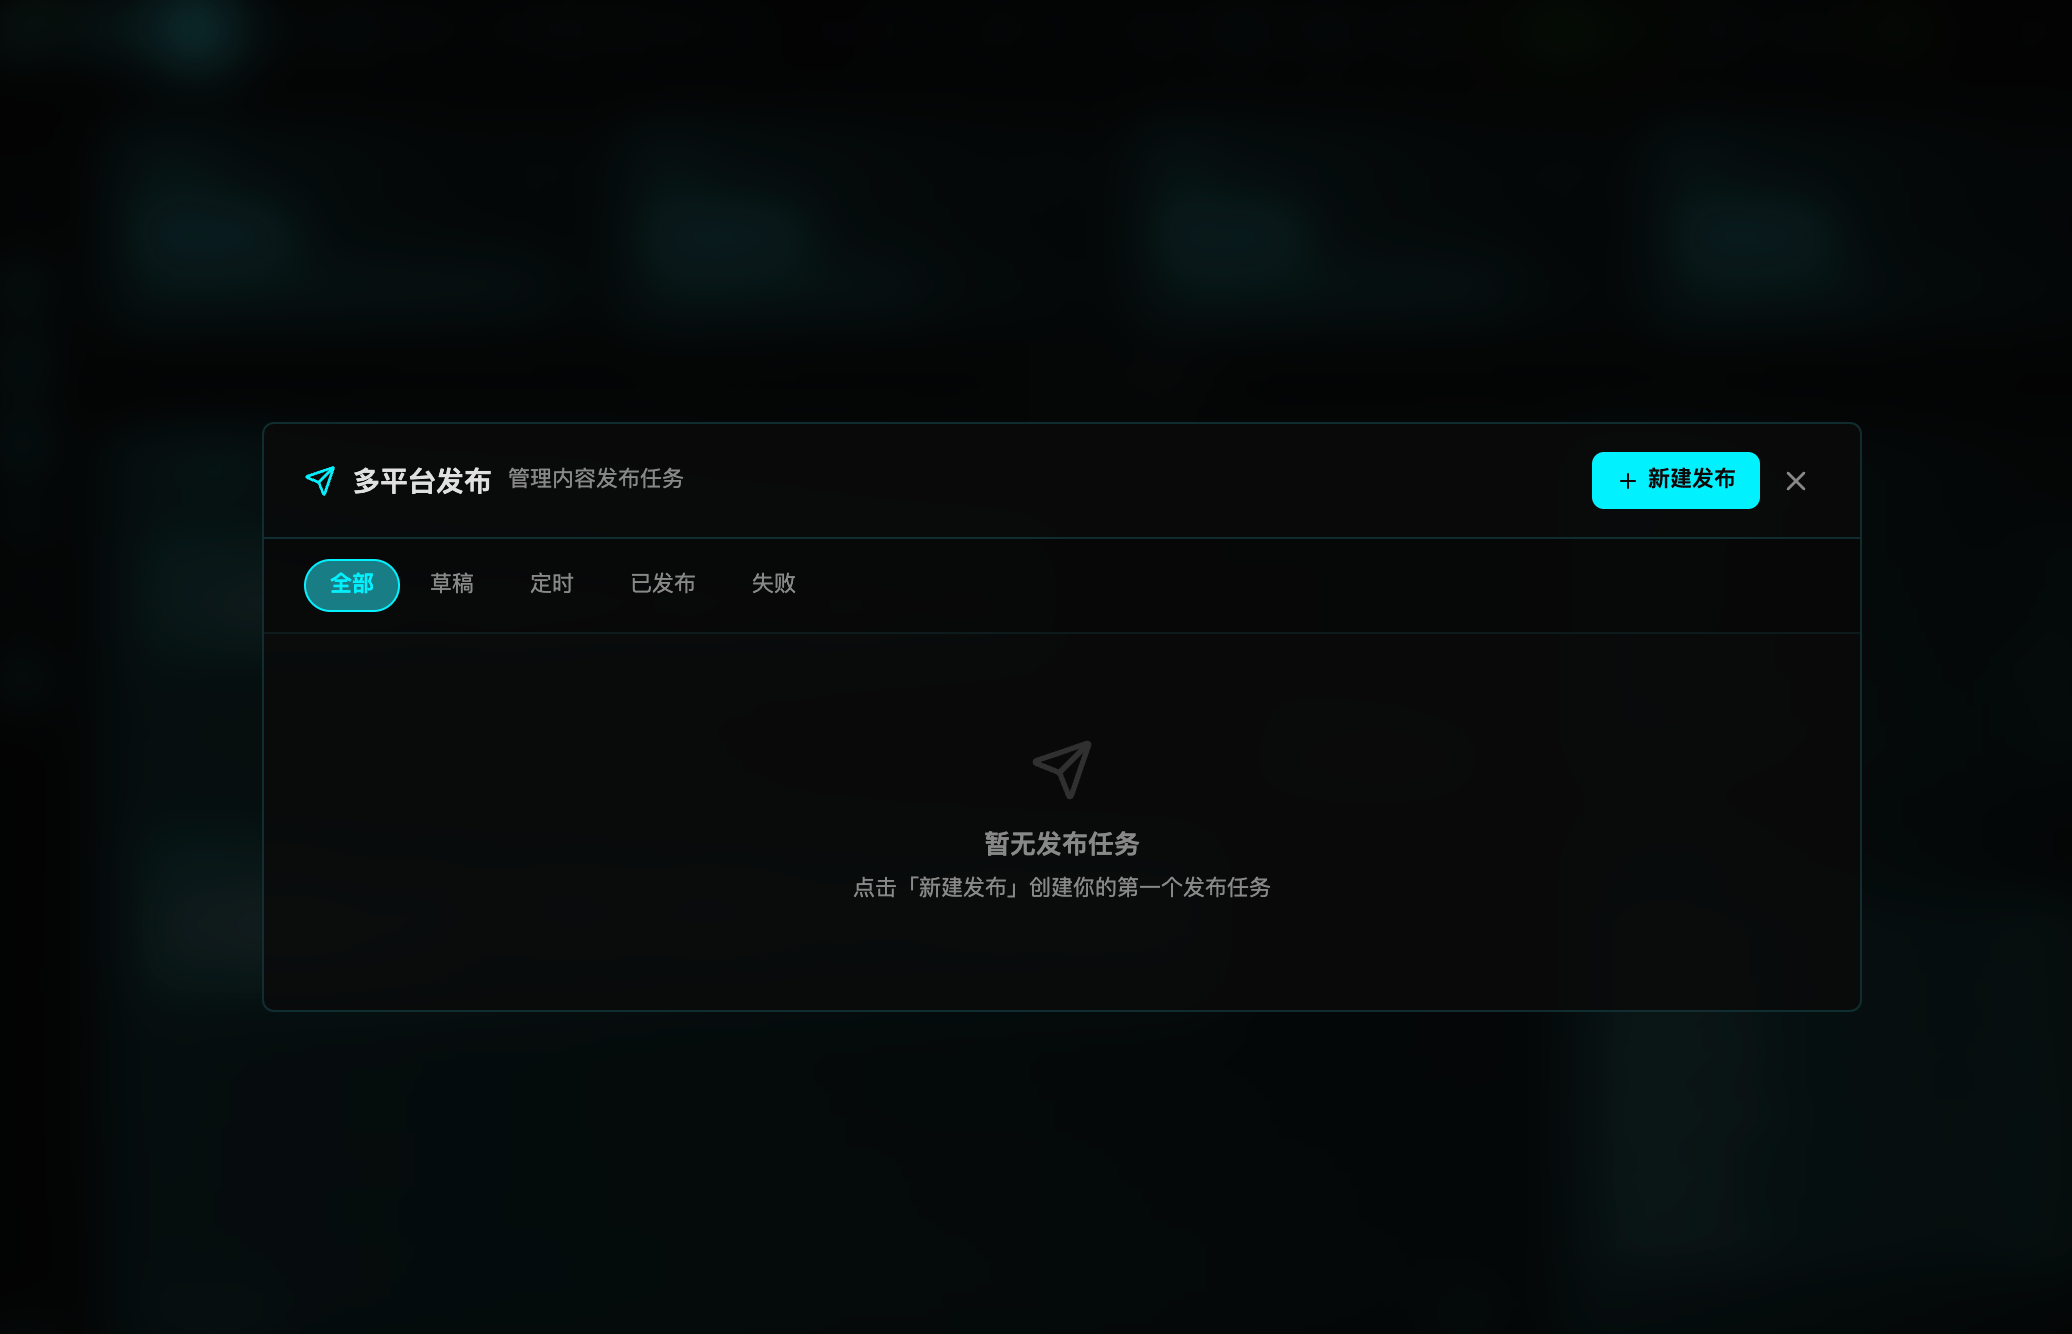 多平台发布 管理内容发布任务
新建发布
全部 草稿 定时 已发布 失败
暂无发布任务
点击「新建发布」创建你的第一个发布任务